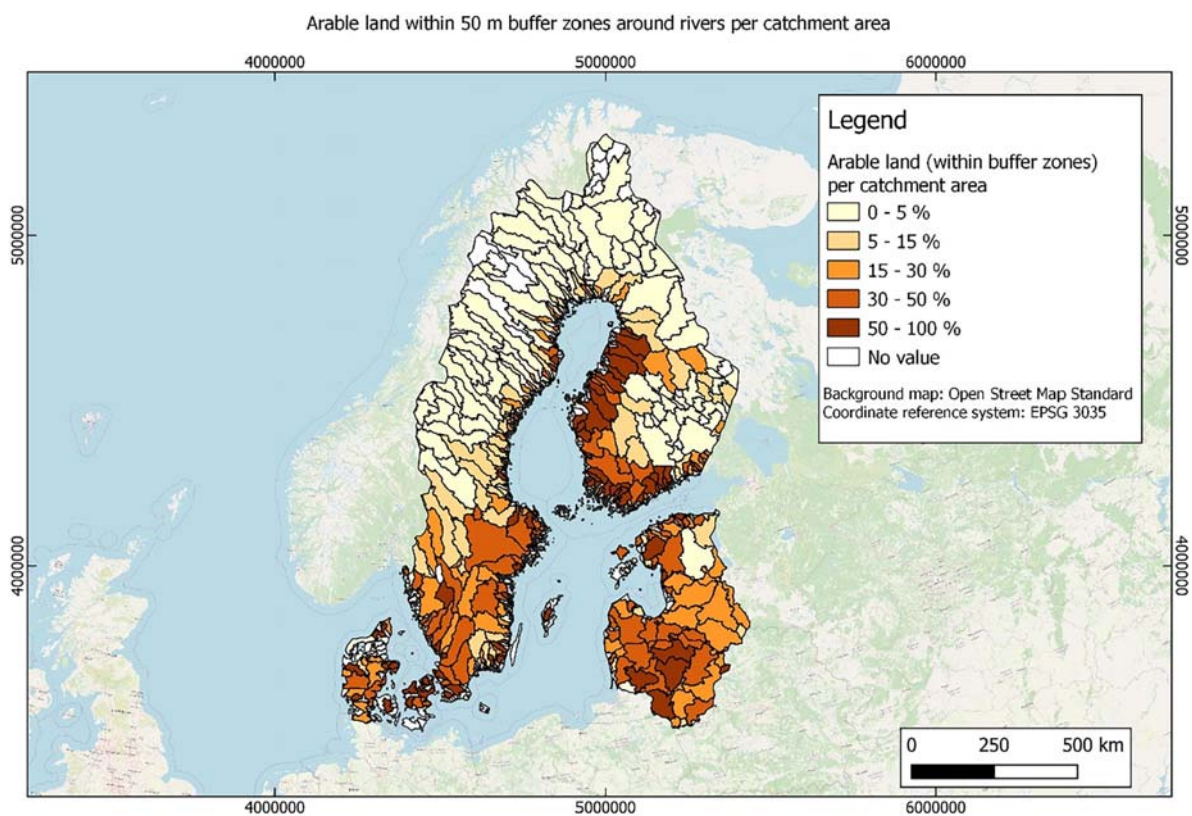 Arable land within 50 m buffer zones around rivers per catchment area
4000000 5000000 6000000
5000000 5000000
4000000 4000000
Legend
Arable land (within buffer zones)
per catchment area
0 - 5 %
5 - 15 %
15 - 30 %
30 - 50 %
50 - 100 %
No value
Background map: Open Street Map Standard
Coordinate reference system: EPSG 3035
0 250 500 km
4000000 5000000 6000000